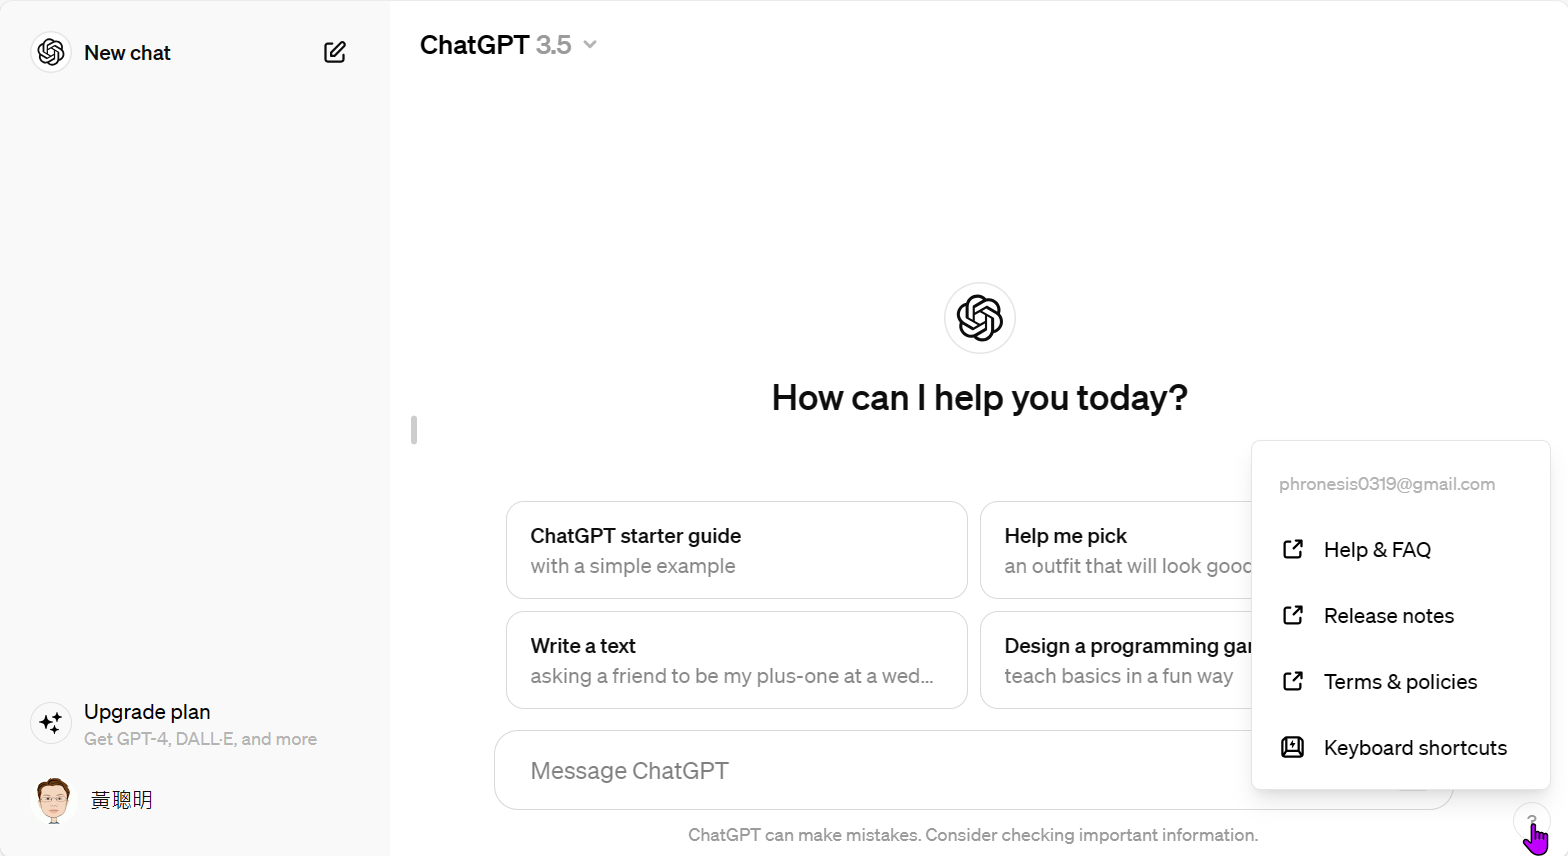 New chat
ChatGPT 3.5
How can I help you today?
ChatGPT starter guide
with a simple example
Help me pick
an outfit that will look good
Write a text
asking a friend to be my plus-one at a wed...
Design a programming
teach basics in a fun way
phronesis0319@gmail.com
Help & FAQ
Release notes
Terms & policies
Keyboard shortcuts
Upgrade plan
Get GPT-4, DALL·E, and more
黃聰明
Message ChatGPT
ChatGPT can make mistakes. Consider checking important information.
?